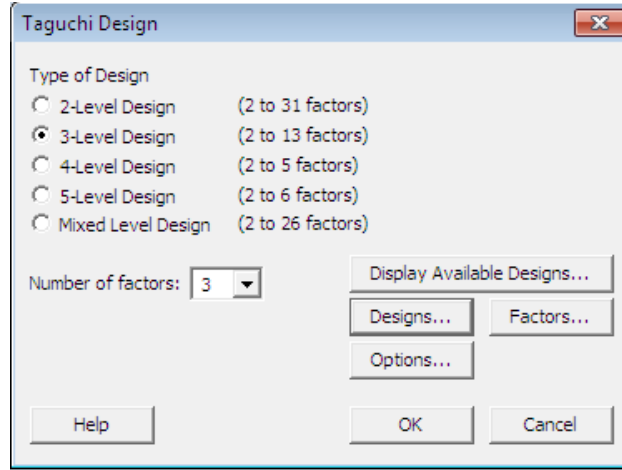 Taguchi Design
Type of Design
2-Level Design (2 to 31 factors)
3-Level Design (2 to 13 factors)
4-Level Design (2 to 5 factors)
5-Level Design (2 to 6 factors)
Mixed Level Design (2 to 26 factors)
Number of factors: 3
Display Available Designs...
Designs... Factors...
Options...
Help OK Cancel